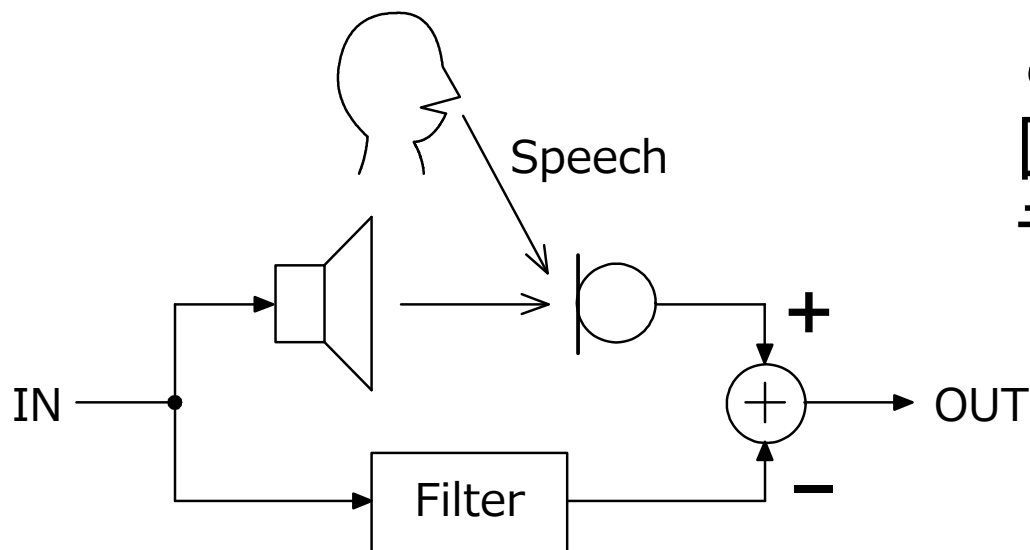 Speech
+
IN
+
OUT
Filter
−